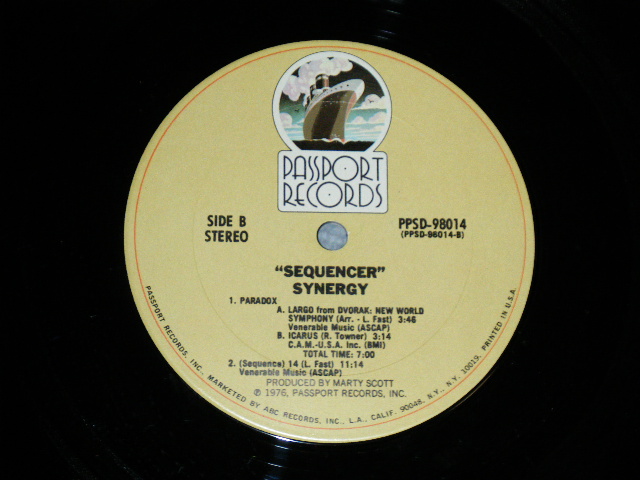 PASSPORT
RECORDS
SIDE B
STEREO
PPSD-98014
(PPSD-98014-B)
"SEQUENCER"
SYNERGY
1. PARADOX
A. LARGO from DVORAK: NEW WORLD
SYMPHONY (Arr. - L. Fast) 3:46
Venerable Music (ASCAP)
B. ICARUS (R. Towner) 3:14
C.A.M.-U.S.A. Inc. (BMI)
TOTAL TIME: 7:00
2. (Sequence) 14 (L. Fast) 11:14
Venerable Music (ASCAP)
PRODUCED BY MARTY SCOTT
℗ 1976, PASSPORT RECORDS, INC.
PASSPORT RECORDS, INC., MARKETED BY ABC RECORDS, INC., L.A., CALIF. 90048, N.Y., N.Y. 10019. PRINTED IN U.S.A.